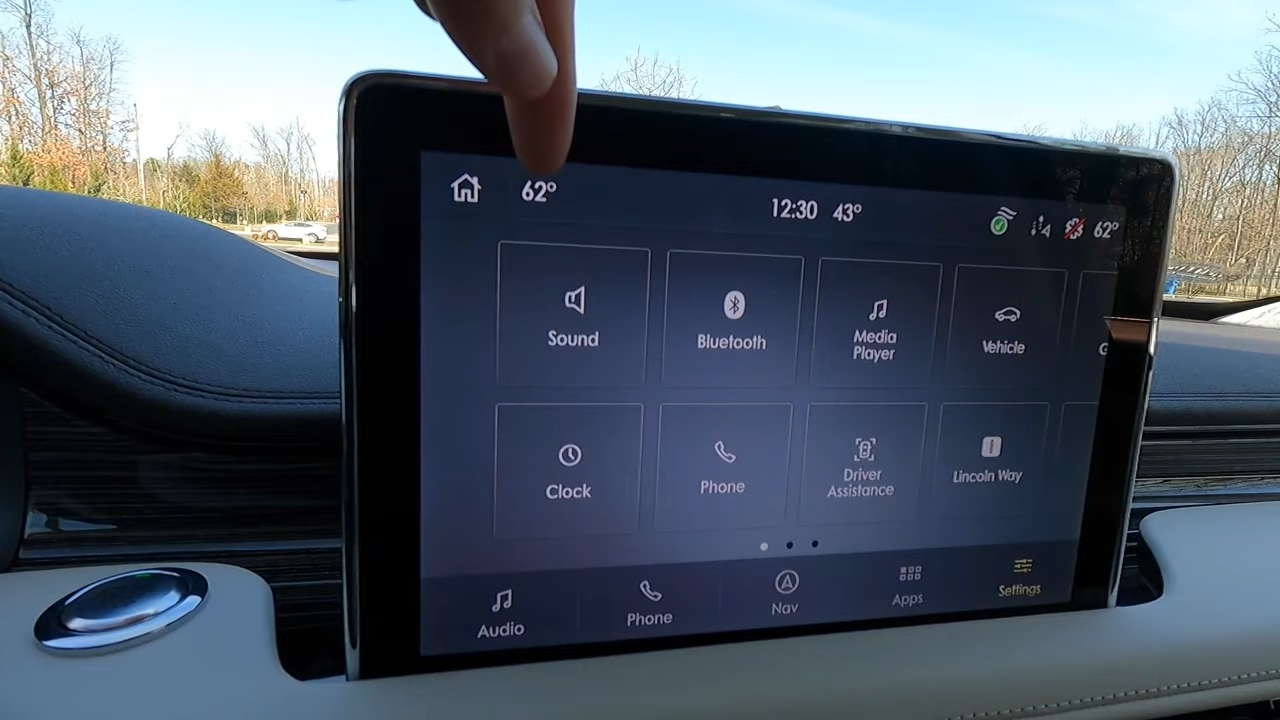 62°
12:30 43°
4
62°
Sound
Bluetooth
Media
Player
Vehicle
G
Clock
Phone
Driver
Assistance
Lincoln Way
Audio
Phone
Nav
Apps
Settings